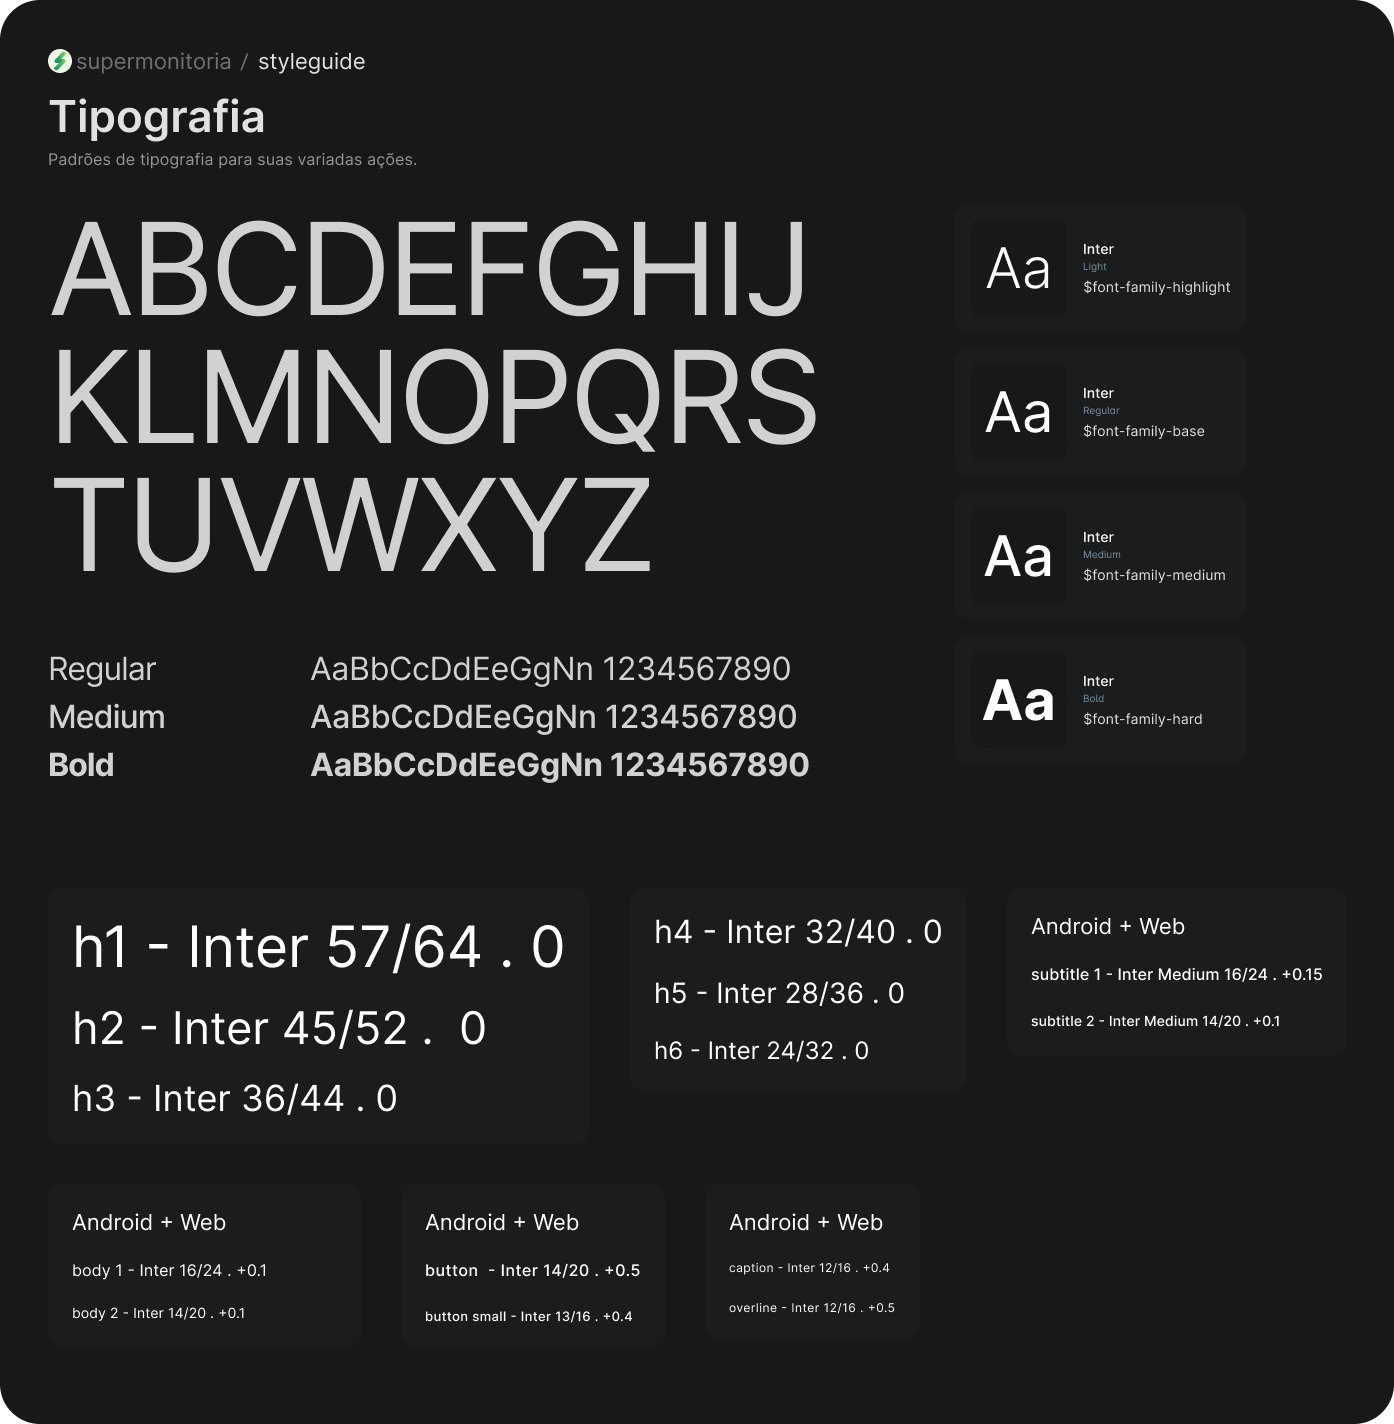 supermonitoria / styleguide
Tipografia
Padrões de tipografia para suas variadas ações.
ABCDEFGHIJ
KLMNOPQRS
TUVWXYZ
Regular AaBbCcDdEeGgNn 1234567890
Medium AaBbCcDdEeGgNn 1234567890
Bold AaBbCcDdEeGgNn 1234567890
Aa
Inter
Light
$font-family-highlight
Aa
Inter
Regular
$font-family-base
Aa
Inter
Medium
$font-family-medium
Aa
Inter
Bold
$font-family-hard
h1 - Inter 57/64 . 0
h2 - Inter 45/52 .  0
h3 - Inter 36/44 . 0
h4 - Inter 32/40 . 0
h5 - Inter 28/36 . 0
h6 - Inter 24/32 . 0
Android + Web
subtitle 1 - Inter Medium 16/24 . +0.15
subtitle 2 - Inter Medium 14/20 . +0.1
Android + Web
body 1 - Inter 16/24 . +0.1
body 2 - Inter 14/20 . +0.1
Android + Web
button  - Inter 14/20 . +0.5
button small - Inter 13/16 . +0.4
Android + Web
caption - Inter 12/16 . +0.4
overline - Inter 12/16 . +0.5